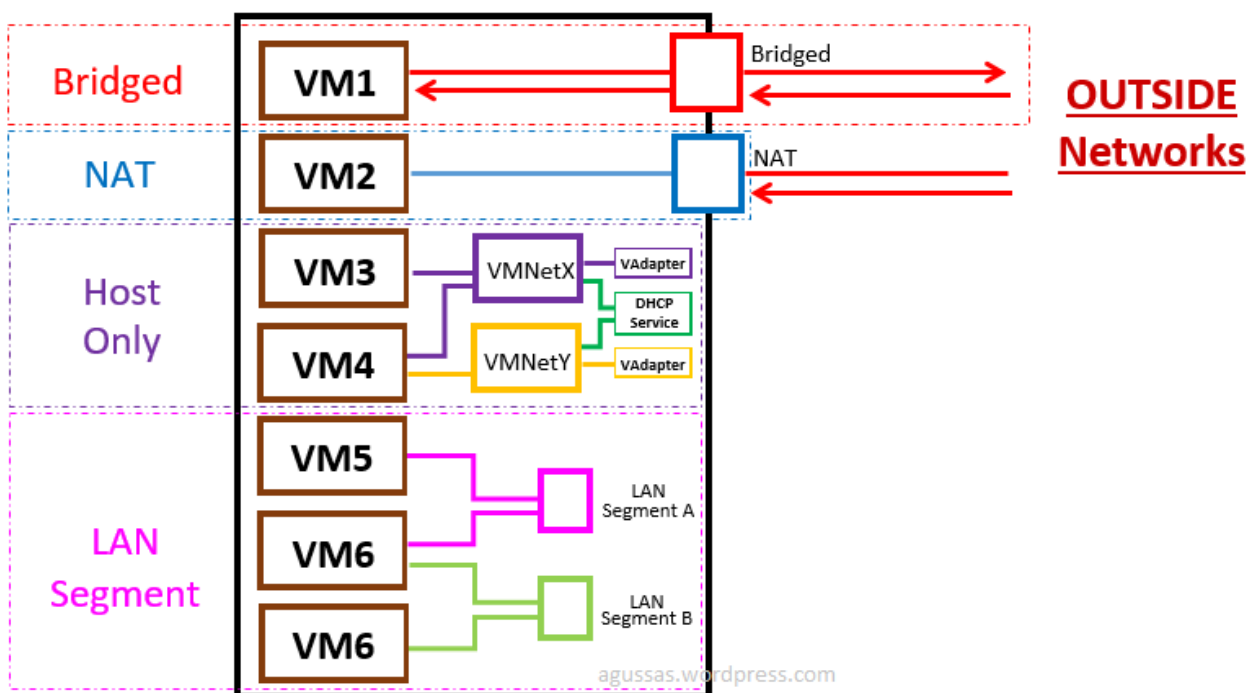 Bridged
VM1
Bridged
OUTSIDE
Networks
NAT
VM2
NAT
Host
Only
VM3
VMNetX
VAdapter
DHCP
Service
VM4
VMNetY
VAdapter
LAN
Segment
VM5
LAN
Segment A
VM6
LAN
Segment B
VM6
agussas.wordpress.com